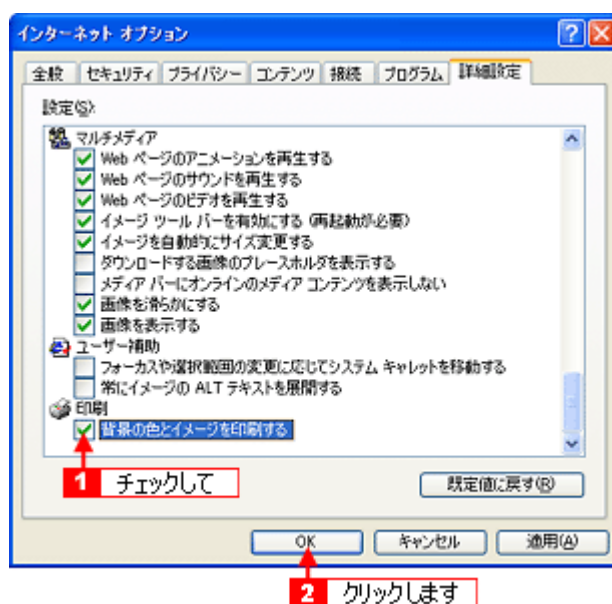 インターネット オプション
全般 セキュリティ プライバシー コンテンツ 接続 プログラム 詳細設定
設定(S):
マルチメディア
Web ページのアニメーションを再生する
Web ページのサウンドを再生する
Web ページのビデオを再生する
イメージ ツール バーを有効にする (再起動が必要)
イメージを自動的にサイズ変更する
ダウンロードする画像のプレースホルダを表示する
メディア バーにオンラインのメディア コンテンツを表示しない
画像を滑らかにする
画像を表示する
ユーザー補助
フォーカスや選択範囲の変更に応じてシステム キャレットを移動する
常にイメージの ALT テキストを展開する
印刷
背景の色とイメージを印刷する
1 チェックして
既定値に戻す(R)
OK キャンセル 適用(A)
2 クリックします